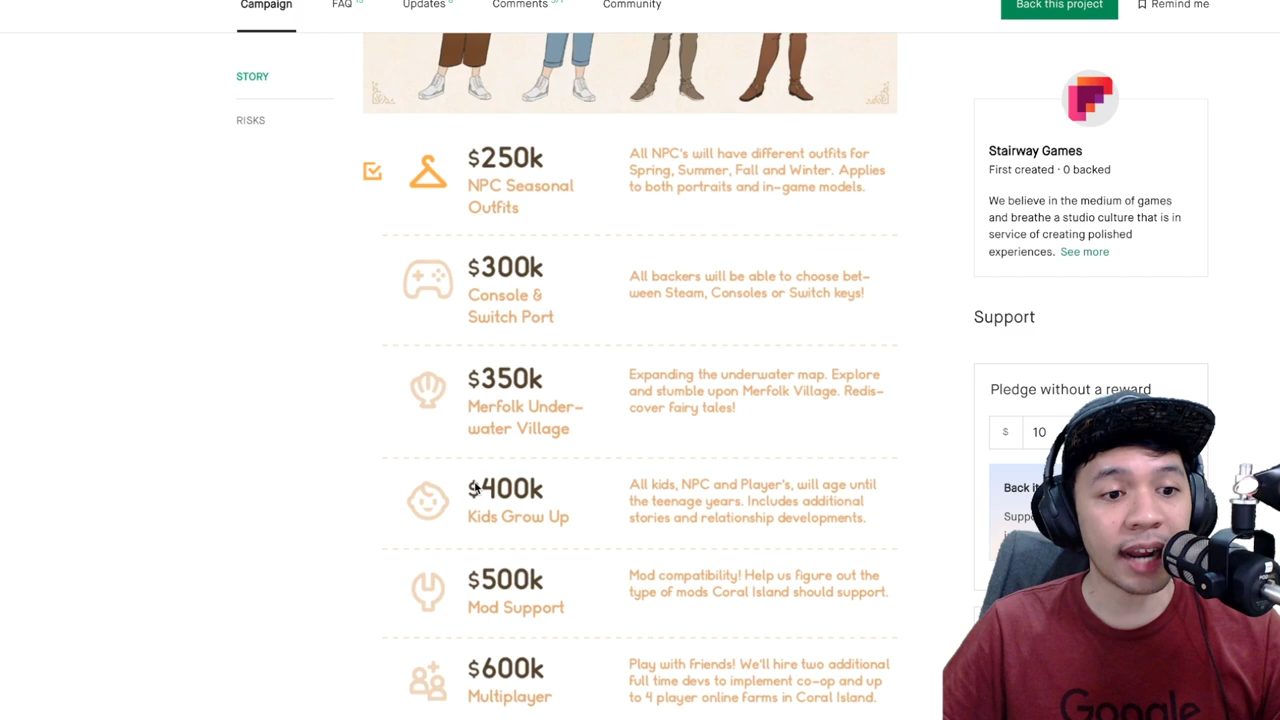 Campaign
FAQ
Updates
Comments
Community
Back this project
Remind me
STORY
RISKS
$250k
NPC Seasonal
Outfits
All NPC's will have different outfits for
Spring, Summer, Fall and Winter. Applies
to both portraits and in-game models.
$300k
Console &
Switch Port
All backers will be able to choose bet-
ween Steam, Consoles or Switch keys!
$350k
Merfolk Under-
water Village
Expanding the underwater map. Explore
and stumble upon Merfolk Village. Redis-
cover fairy tales!
$400k
Kids Grow Up
All kids, NPC and Player's, will age until
the teenage years. Includes additional
stories and relationship developments.
$500k
Mod Support
Mod compatibility! Help us figure out the
type of mods Coral Island should support.
$600k
Multiplayer
Play with friends! We'll hire two additional
full time devs to implement co-op and up
to 4 player online farms in Coral Island.
Stairway Games
First created · 0 backed
We believe in the medium of games
and breathe a studio culture that is in
service of creating polished
experiences. See more
Support
Pledge without a reward
$ 10
Back
Google